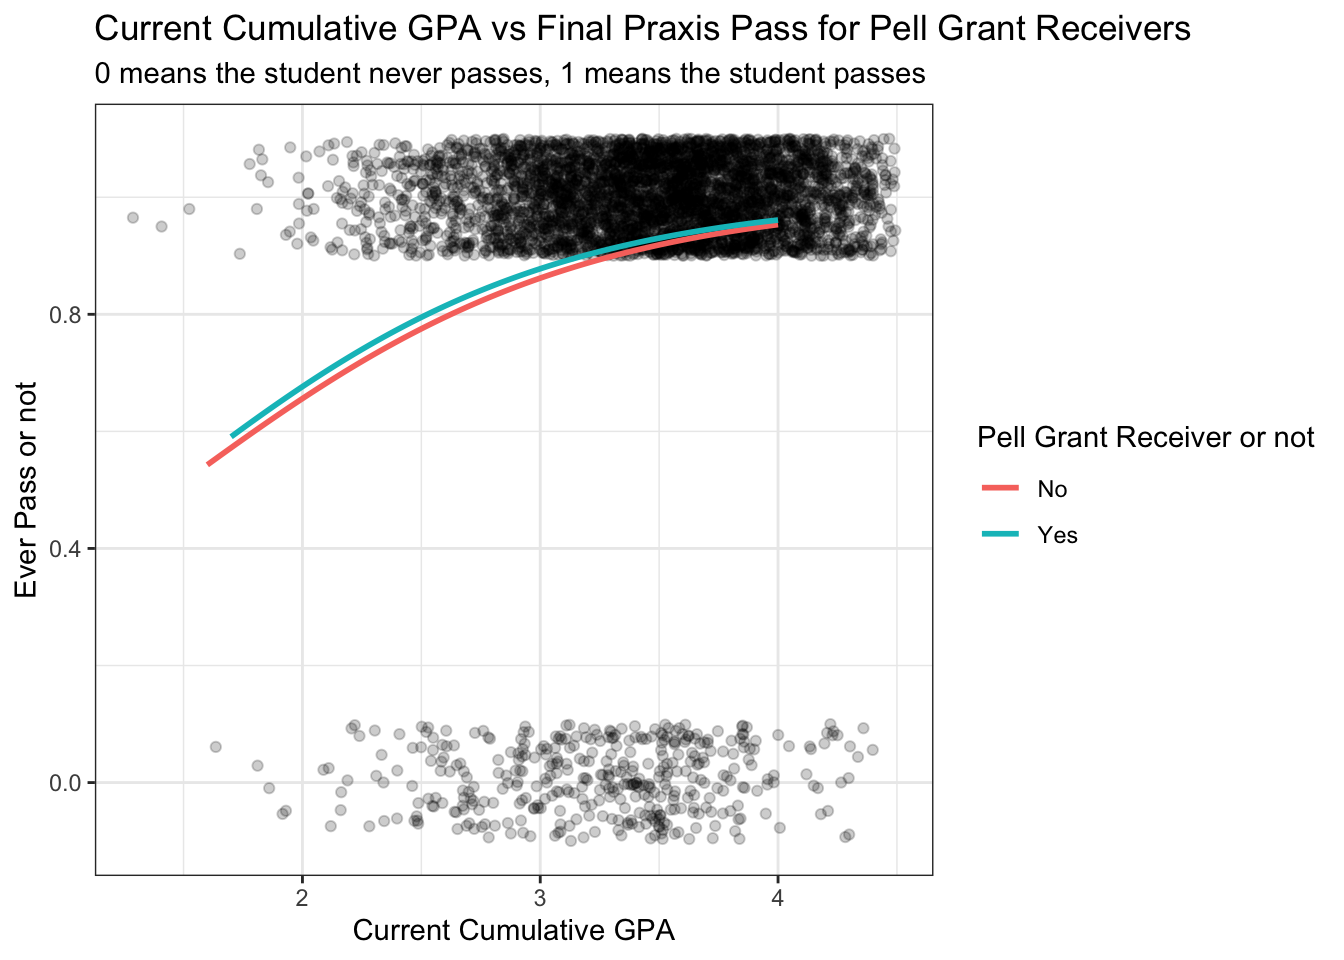 Current Cumulative GPA vs Final Praxis Pass for Pell Grant Receivers
0 means the student never passes, 1 means the student passes
Ever Pass or not
0.8
0.4
0.0
2
3
4
Current Cumulative GPA
Pell Grant Receiver or not
No
Yes